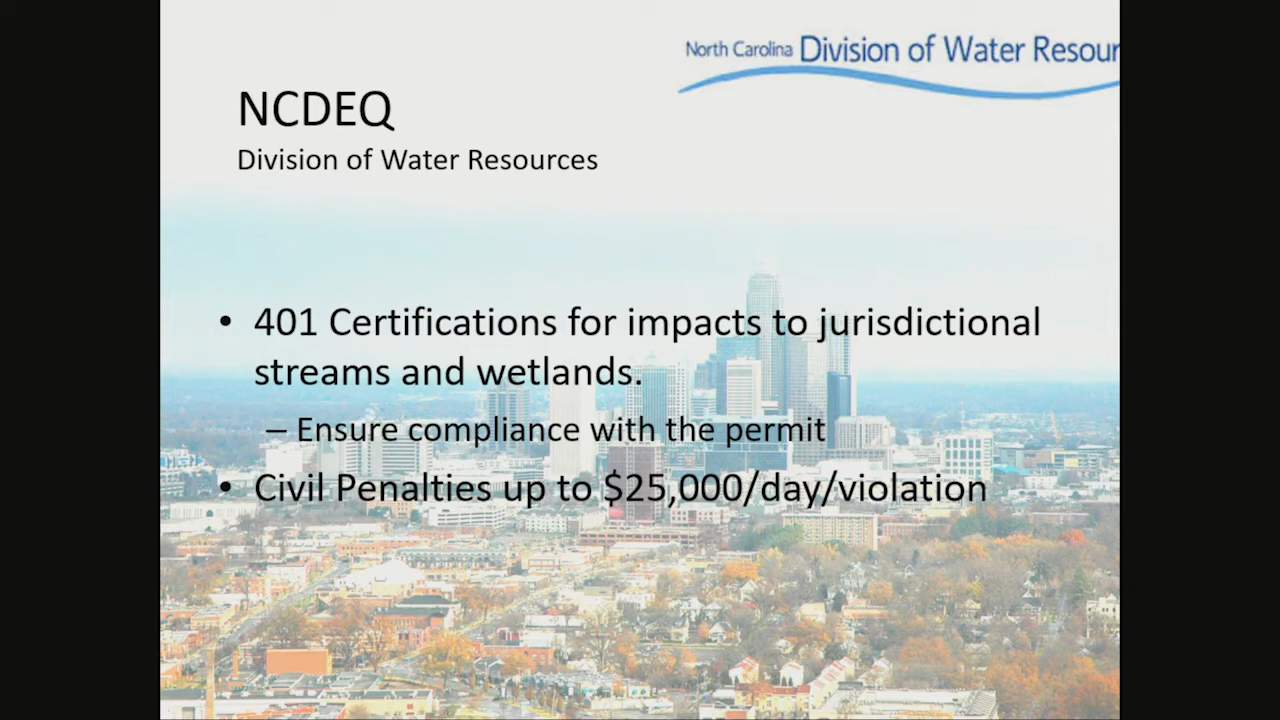 North Carolina Division of Water Resour
NCDEQ
Division of Water Resources
• 401 Certifications for impacts to jurisdictional
streams and wetlands.
– Ensure compliance with the permit
• Civil Penalties up to $25,000/day/violation